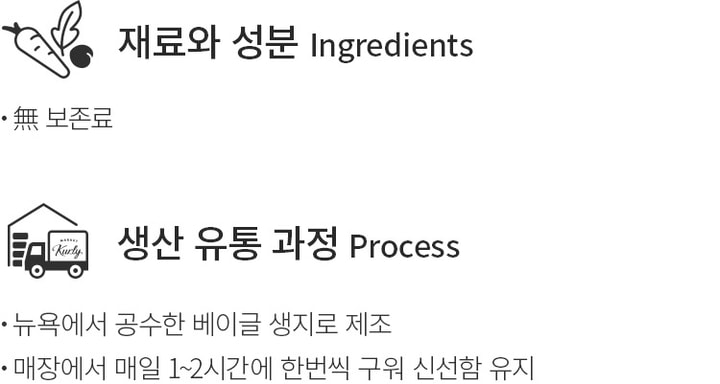 재료와 성분 Ingredients
• 無 보존료
생산 유통 과정 Process
MARKET
Kurly
• 뉴욕에서 공수한 베이글 생지로 제조
• 매장에서 매일 1~2시간에 한번씩 구워 신선함 유지